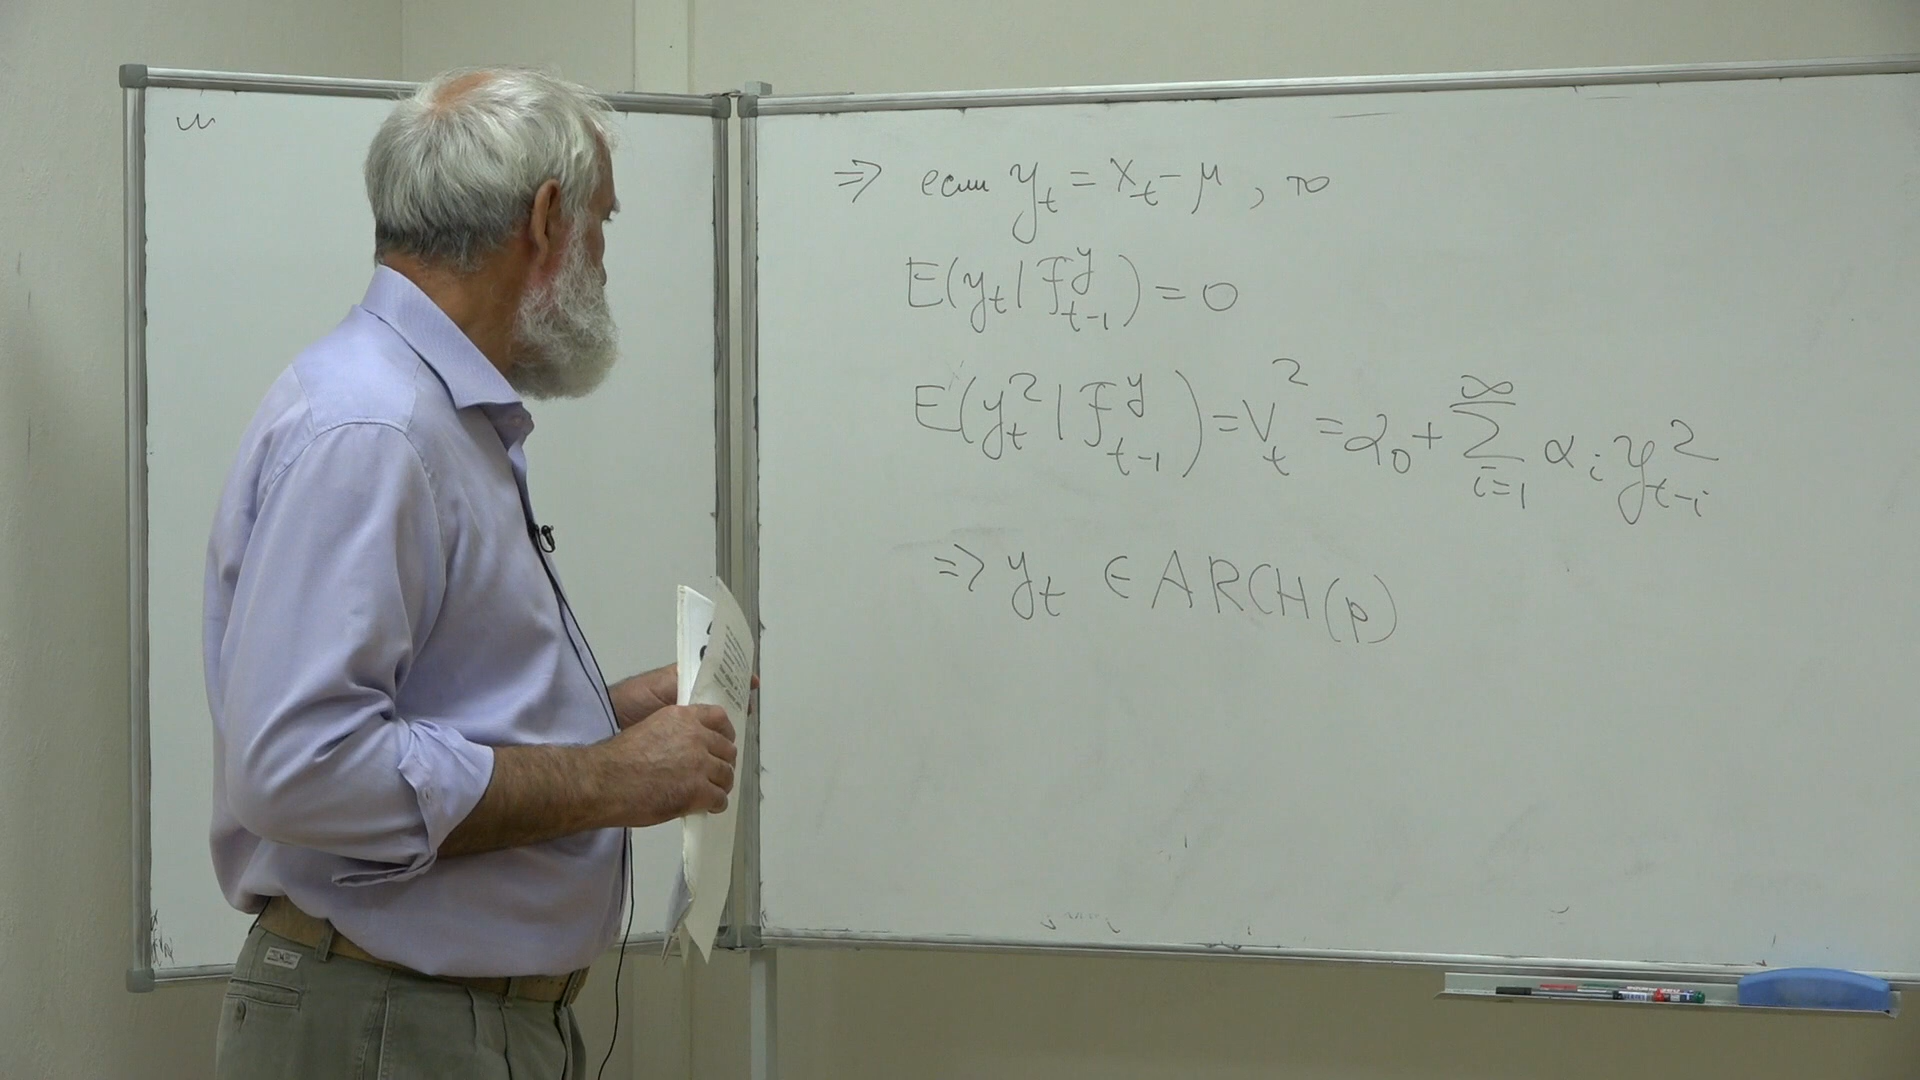 ⇒ если y_t = X_t - μ, то
E(y_t | F^y_{t-1}) = 0
E(y_t^2 | F^y_{t-1}) = V_t^2 = α_0 + ∑_{i=1}^∞ α_i y_{t-i}^2
⇒ y_t ∈ ARCH(p)